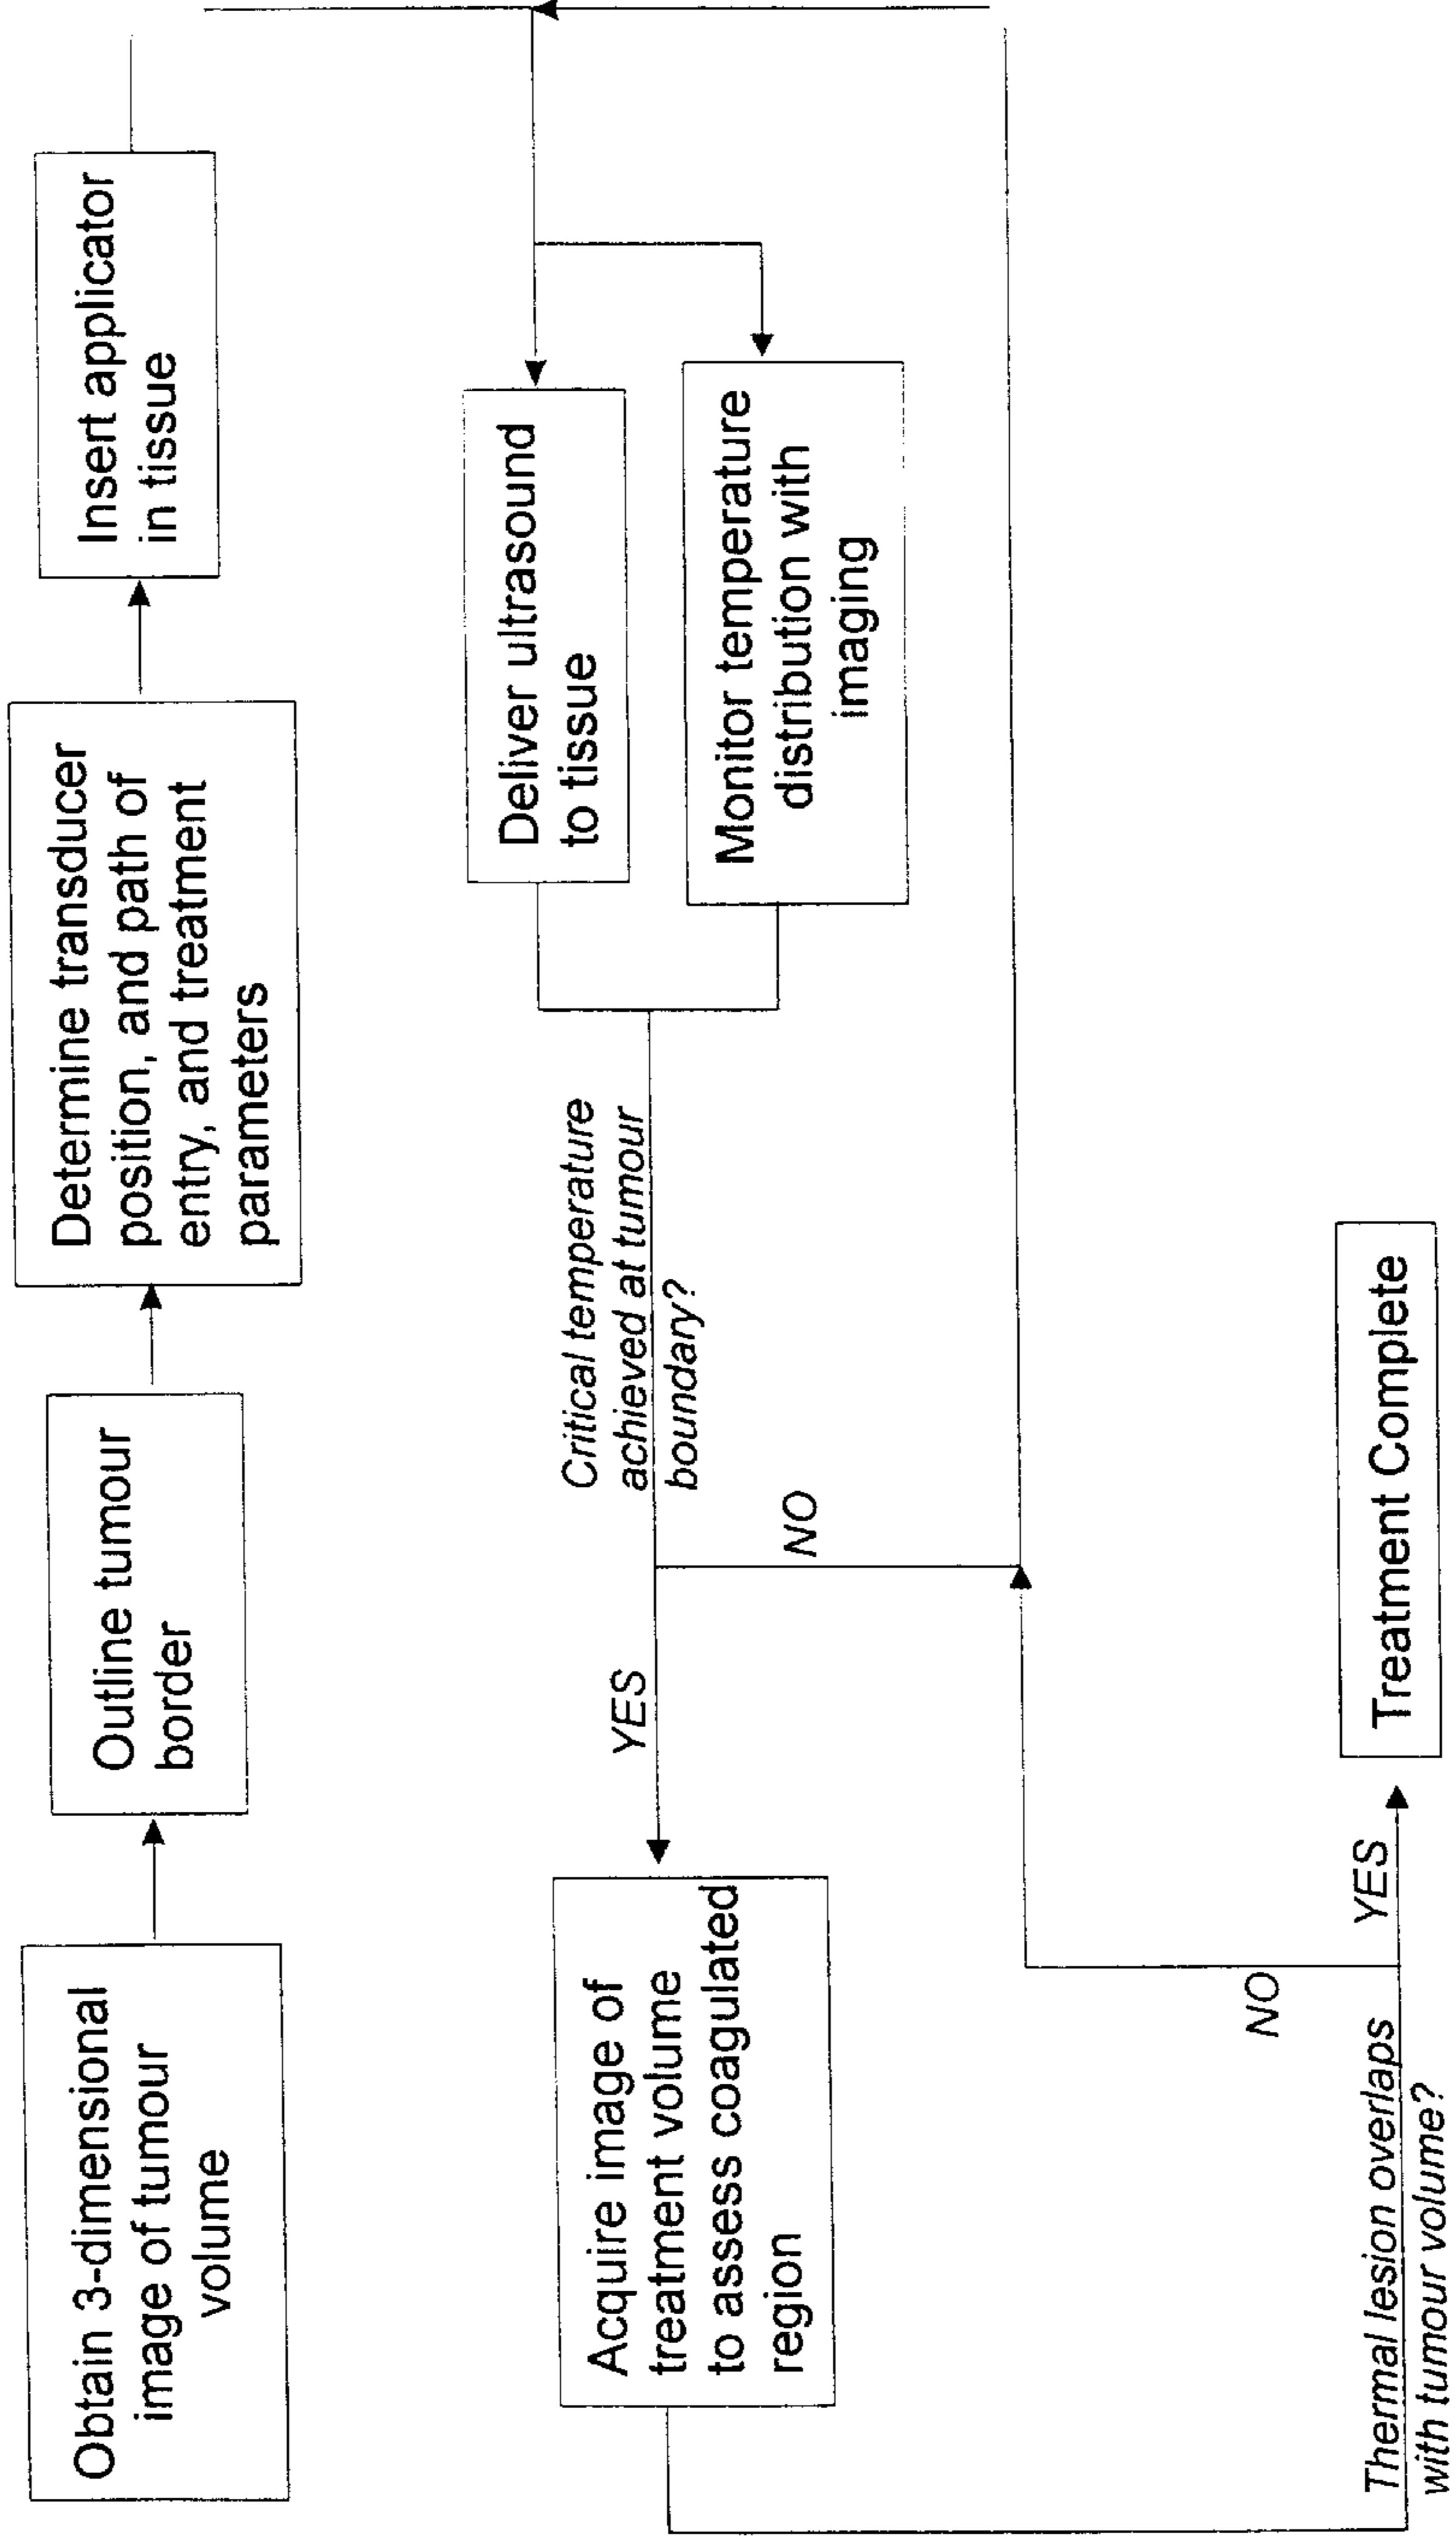 Obtain 3-dimensional
image of tumour
volume
Outline tumour
border
Determine transducer
position, and path of
entry, and treatment
parameters
Insert applicator
in tissue
Deliver ultrasound
to tissue
Monitor temperature
distribution with
imaging
Critical temperature
achieved at tumour
boundary?
NO
YES
Acquire image of
treatment volume
to assess coagulated
region
Thermal lesion overlaps
with tumour volume?
NO
YES
Treatment Complete